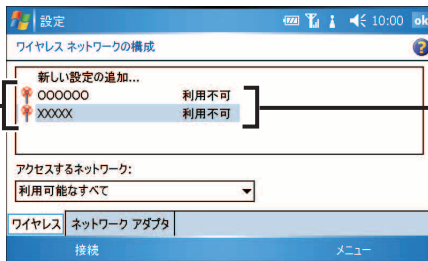 設定 10:00 ok
ワイヤレス ネットワークの構成
新しい設定の追加...
OOOOOO 利用不可
XXXXX 利用不可
アクセスするネットワーク:
利用可能なすべて
ワイヤレス ネットワーク アダプタ
接続 メニュー